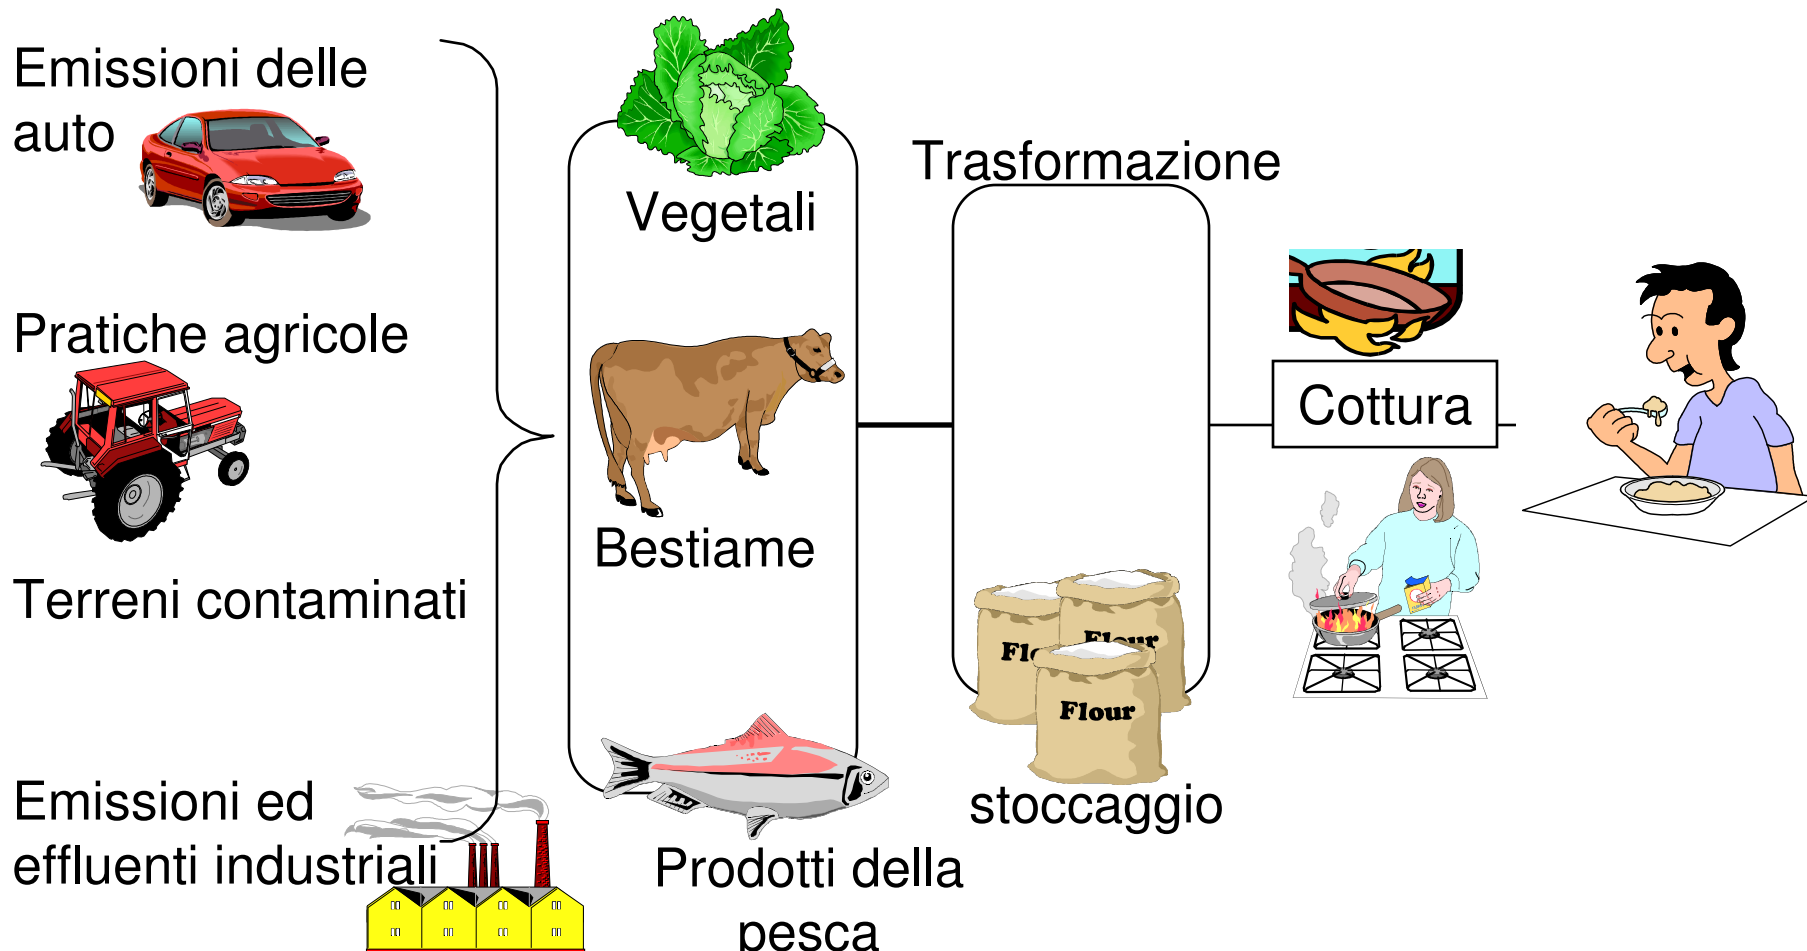 Emissioni delle
auto
Pratiche agricole
Terreni contaminati
Emissioni ed
effluenti industriali
Vegetali
Bestiame
Prodotti della
pesca
Trasformazione
Flour
Flour
Flour
stoccaggio
Cottura